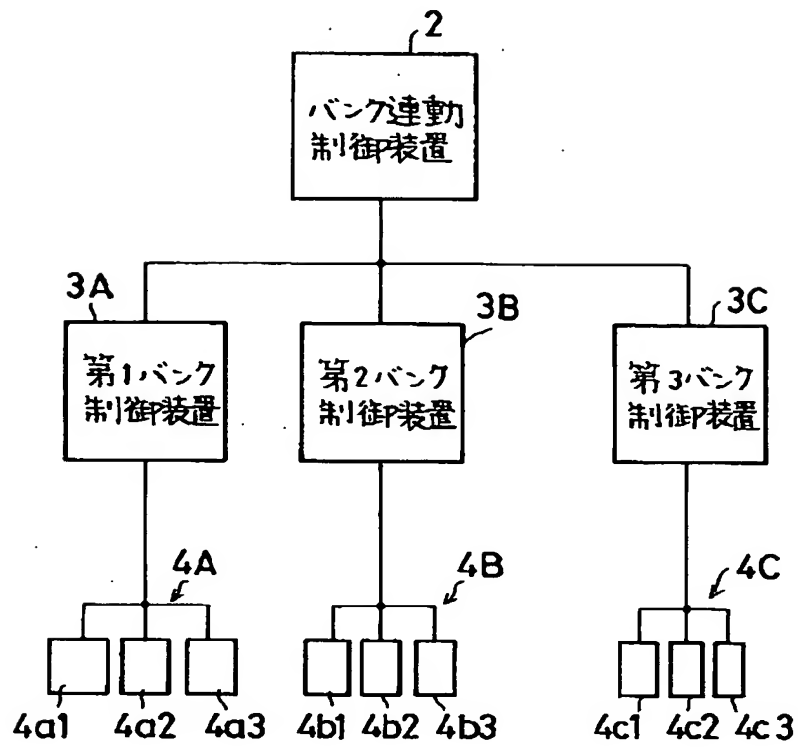 2
バンク連動
制御装置
3A
3B
3C
第1バンク
制御装置
第2バンク
制御装置
第3バンク
制御装置
4A
4B
4C
4a1 4a2 4a3
4b1 4b2 4b3
4c1 4c2 4c3